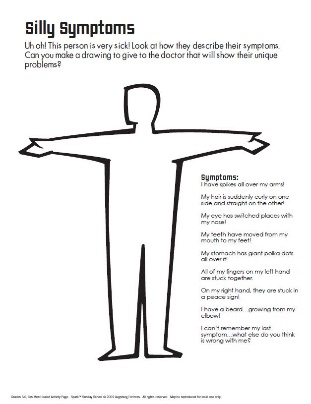 Silly Symptoms
Uh oh! This person is very sick! Look at how they describe their symptoms.
Can you make a drawing to give to the doctor that will show their unique
problems?
Symptoms:
I have spikes all over my arms!
My hair is suddenly curly on one
side and straight on the other!
My eye has switched places with
my nose!
My teeth have moved from my
mouth to my feet!
My stomach has giant polka dots
all over it
All of my fingers on my left hand
are stuck together.
On my right hand, they are stuck in
a peace sign!
I have a beard...growing from my
elbow!
I can't remember my last
symptom...what else do you think
is wrong with me?